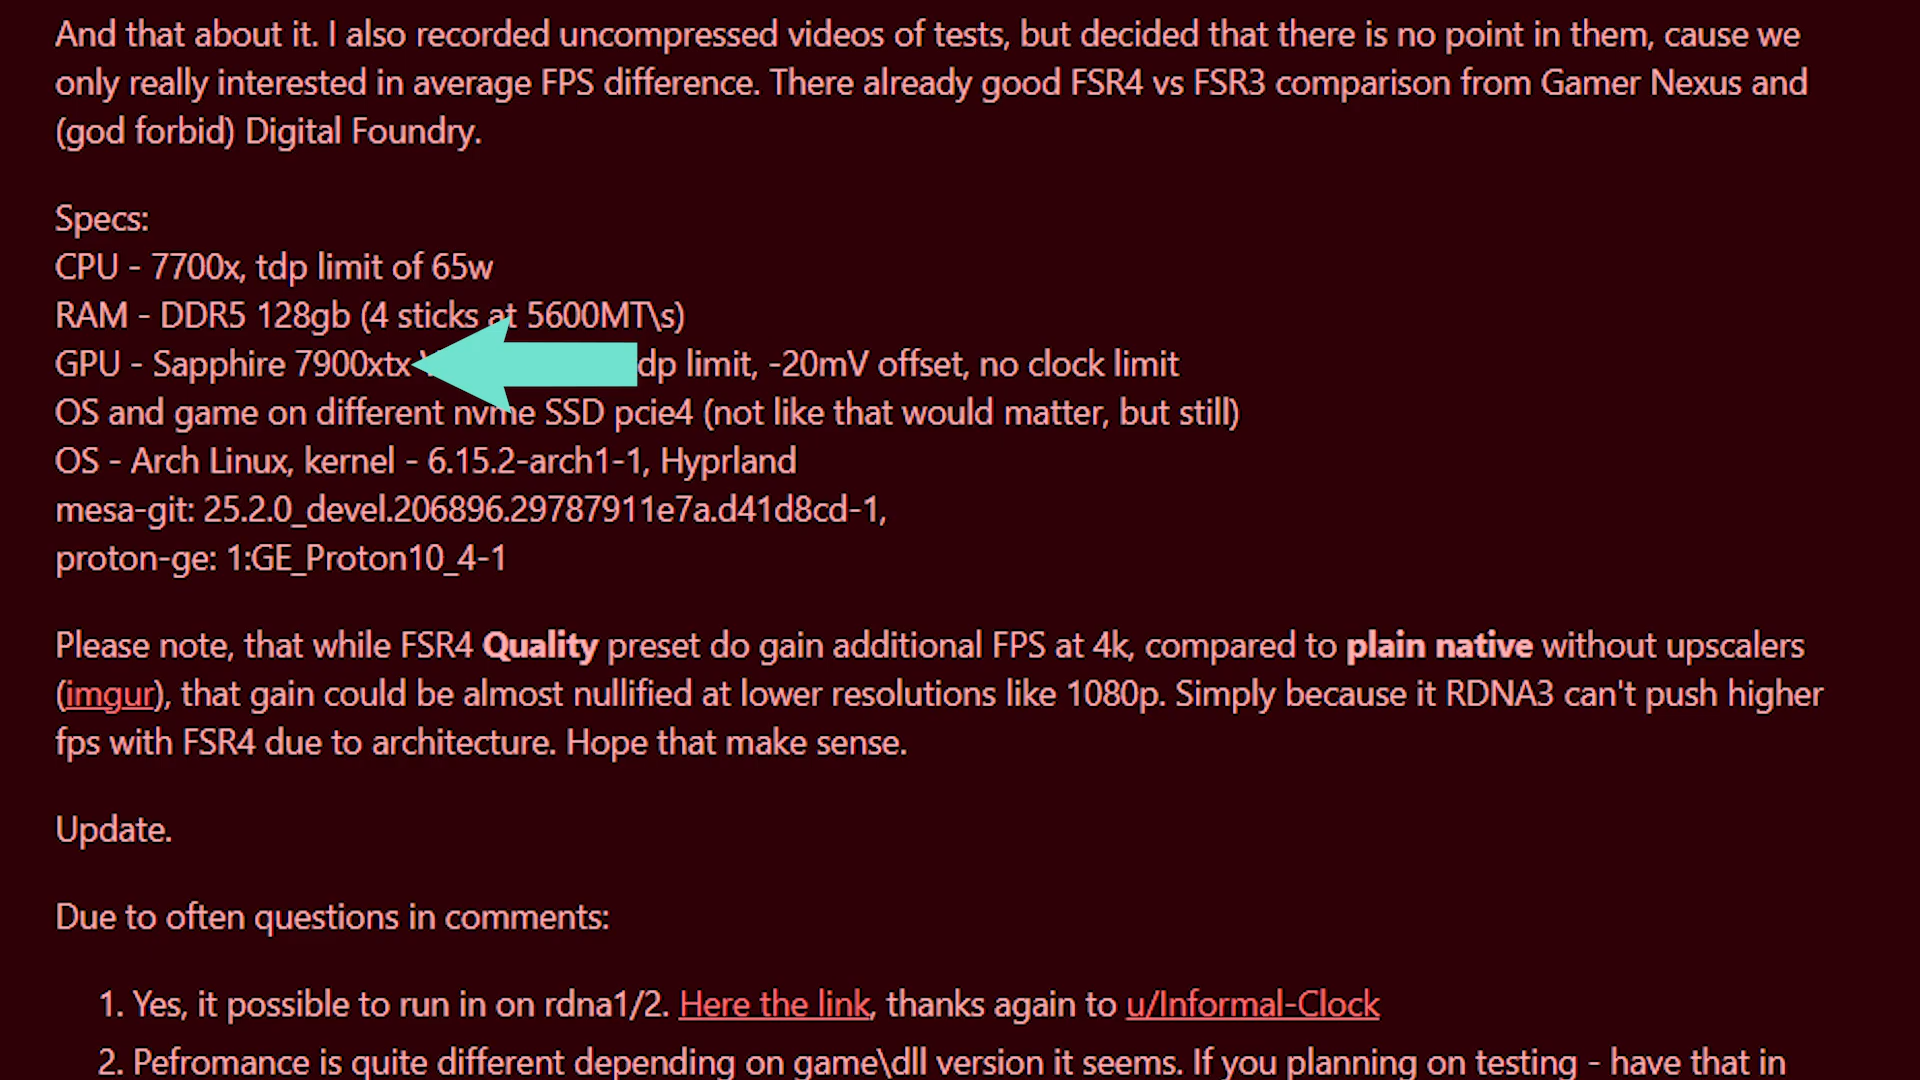 And that about it. I also recorded uncompressed videos of tests, but decided that there is no point in them, cause we
only really interested in average FPS difference. There already good FSR4 vs FSR3 comparison from Gamer Nexus and
(god forbid) Digital Foundry.
Specs:
CPU - 7700x, tdp limit of 65w
RAM - DDR5 128gb (4 sticks at 5600MT\s)
GPU - Sapphire 7900xtx dp limit, -20mV offset, no clock limit
OS and game on different nvme SSD pcie4 (not like that would matter, but still)
OS - Arch Linux, kernel - 6.15.2-arch1-1, Hyprland
mesa-git: 25.2.0_devel.206896.29787911e7a.d41d8cd-1,
proton-ge: 1:GE_Proton10_4-1
Please note, that while FSR4 Quality preset do gain additional FPS at 4k, compared to plain native without upscalers
(imgur), that gain could be almost nullified at lower resolutions like 1080p. Simply because it RDNA3 can't push higher
fps with FSR4 due to architecture. Hope that make sense.
Update.
Due to often questions in comments:
1. Yes, it possible to run in on rdna1/2. Here the link, thanks again to u/Informal-Clock
2. Pefromance is quite different depending on game\dll version it seems. If you planning on testing - have that in